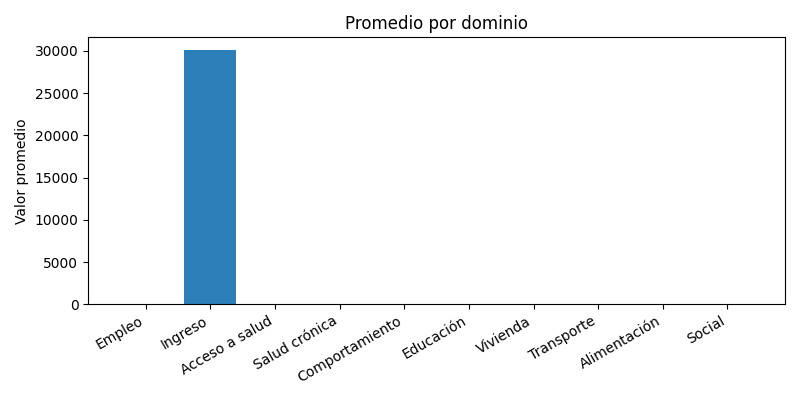 Promedio por dominio
Valor promedio
30000
25000
20000
15000
10000
5000
0
Empleo
Ingreso
Acceso a salud
Salud crónica
Comportamiento
Educación
Vivienda
Transporte
Alimentación
Social